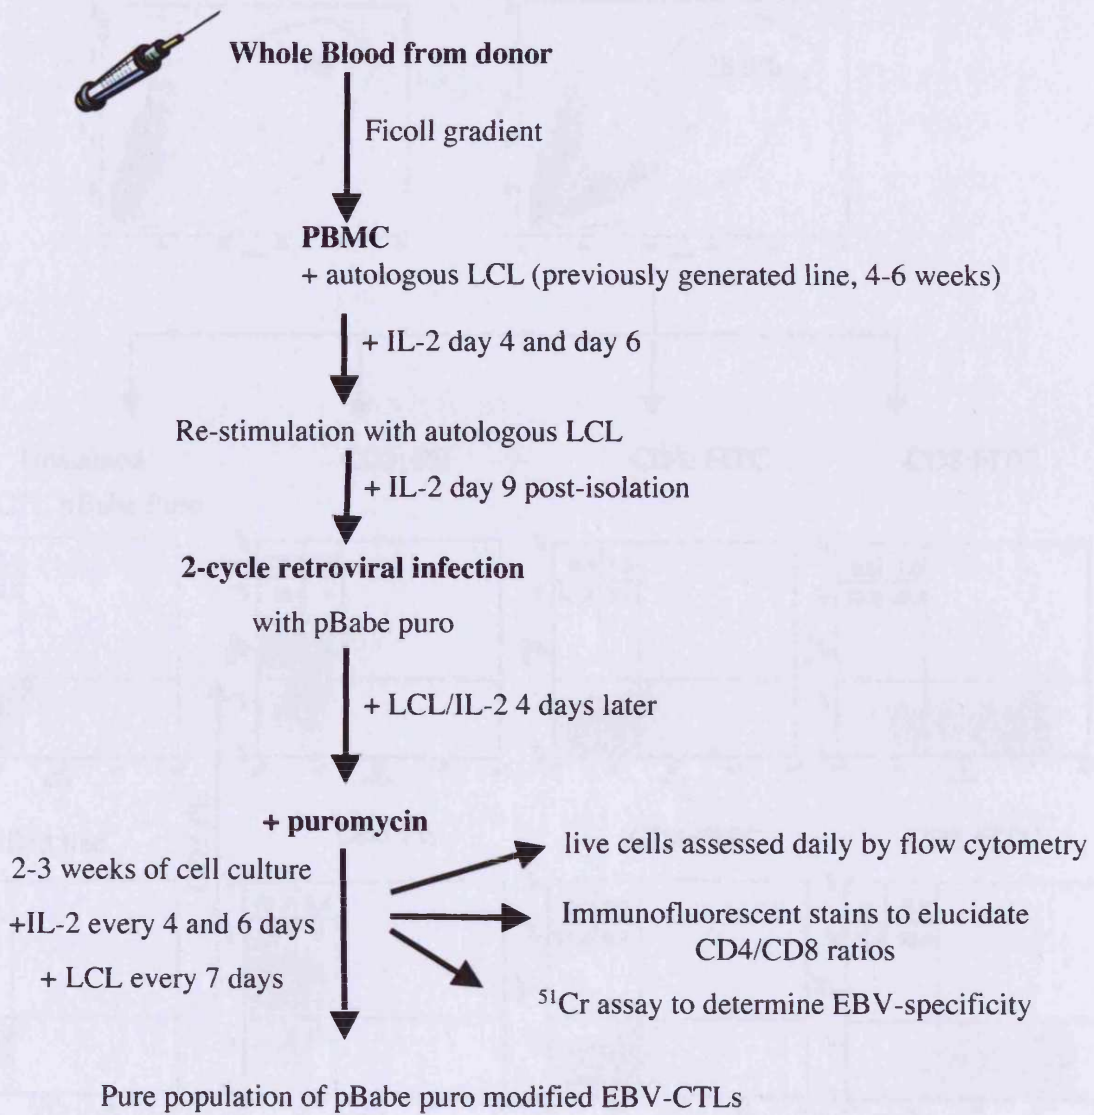 Whole Blood from donor
Ficoll gradient
PBMC
+ autologous LCL (previously generated line, 4-6 weeks)
+ IL-2 day 4 and day 6
Re-stimulation with autologous LCL
+ IL-2 day 9 post-isolation
2-cycle retroviral infection
with pBabe puro
+ LCL/IL-2 4 days later
+ puromycin
2-3 weeks of cell culture
+IL-2 every 4 and 6 days
+ LCL every 7 days
live cells assessed daily by flow cytometry
Immunofluorescent stains to elucidate
CD4/CD8 ratios
⁵¹Cr assay to determine EBV-specificity
Pure population of pBabe puro modified EBV-CTLs